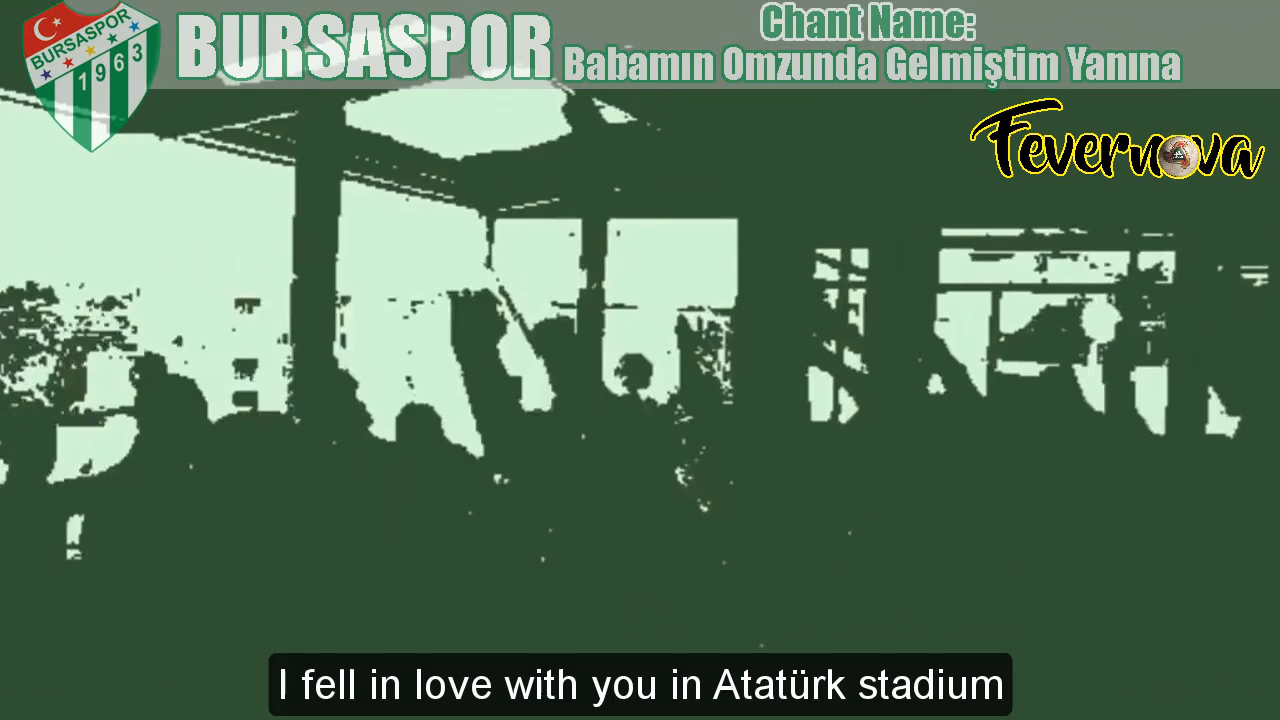 BURSASPOR
1963
BURSASPOR
Chant Name:
Babamın Omzunda Gelmiştim Yanına
Fevernova
I fell in love with you in Atatürk stadium